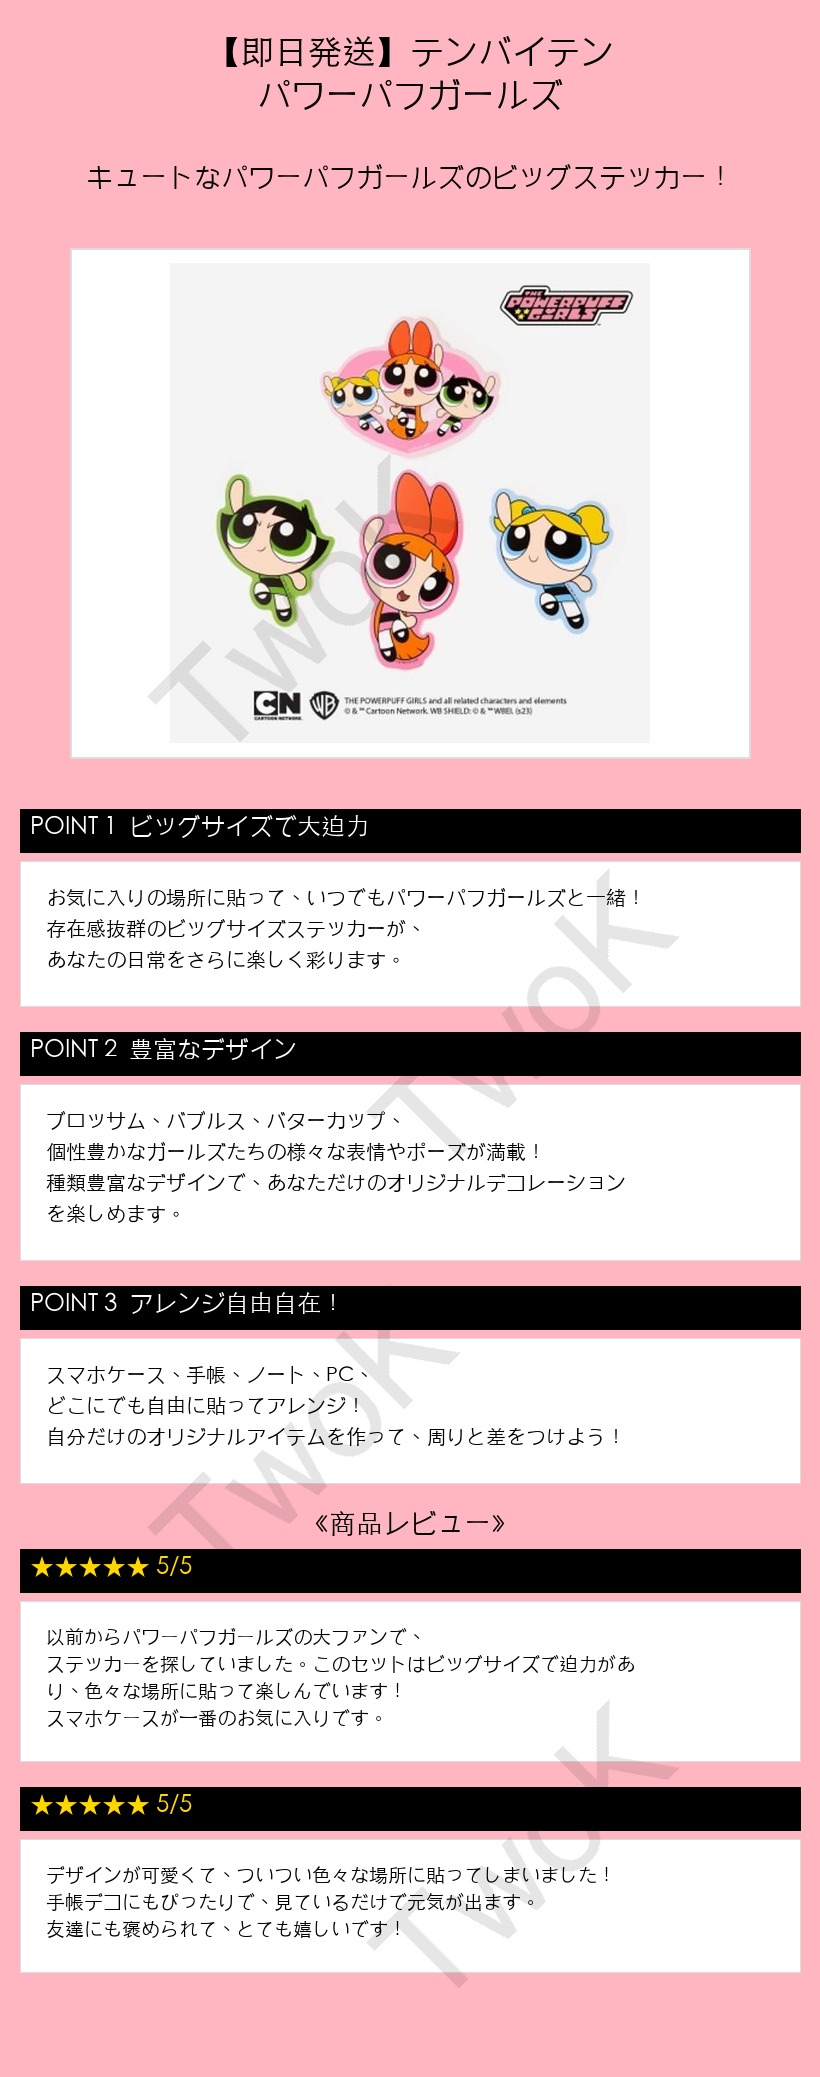 【即日発送】テンバイテン
パワーパフガールズ
キュートなパワーパフガールズのビッグステッカー！
THE
POWERPUFF
GIRLS
CN
CARTOON NETWORK
WB
THE POWERPUFF GIRLS and all related characters and elements
© & ™ Cartoon Network. WB SHIELD: © & ™ WBEI. (s23)
POINT 1 ビッグサイズで大迫力
お気に入りの場所に貼って、いつでもパワーパフガールズと一緒！
存在感抜群のビッグサイズステッカーが、
あなたの日常をさらに楽しく彩ります。
POINT 2 豊富なデザイン
ブロッサム、バブルス、バターカップ、
個性豊かなガールズたちの様々な表情やポーズが満載！
種類豊富なデザインで、あなただけのオリジナルデコレーション
を楽しめます。
POINT 3 アレンジ自由自在！
スマホケース、手帳、ノート、PC、
どこにでも自由に貼ってアレンジ！
自分だけのオリジナルアイテムを作って、周りと差をつけよう！
《商品レビュー》
★★★★★ 5/5
以前からパワーパフガールズの大ファンで、
ステッカーを探していました。このセットはビッグサイズで迫力があ
り、色々な場所に貼って楽しんでいます！
スマホケースが一番のお気に入りです。
★★★★★ 5/5
デザインが可愛くて、ついつい色々な場所に貼ってしまいました！
手帳デコにもぴったりで、見ているだけで元気が出ます。
友達にも褒められて、とても嬉しいです！
TwoK
TwoK
TwoK
TwoK